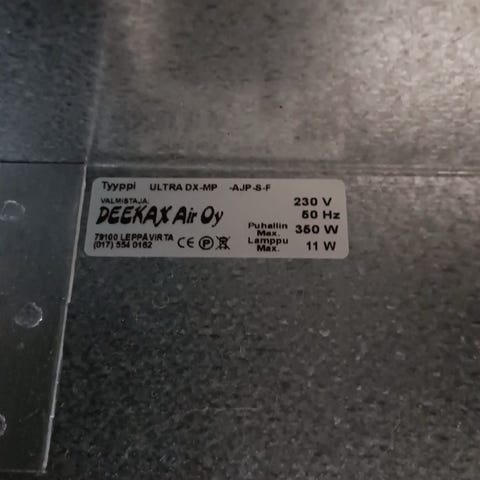 Tyyppi ULTRA DX-MP -AJP-S-F
VALMISTAJA:
DEEKAX Air Oy
79100 LEPPÄVIRTA
(017) 554 0162
CE P
230 V
50 Hz
Puhallin Max. 350 W
Lamppu Max. 11 W